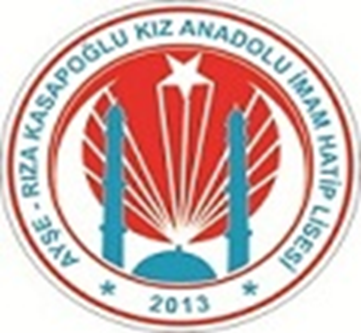 AYŞE - RIZA KASAPOĞLU KIZ ANADOLU İMAM HATİP LİSESİ
2013